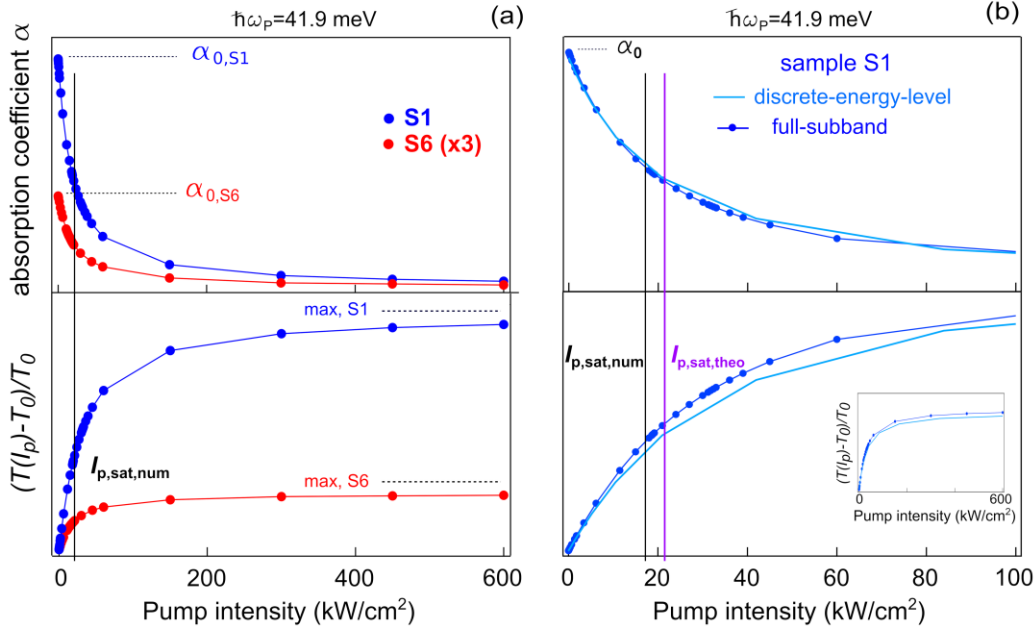 ℏω_P=41.9 meV
(a)
absorption coefficient α
α_0,S1
S1
S6 (x3)
α_0,S6
(T(I_p)-T_0)/T_0
max, S1
I_p,sat,num
max, S6
0 200 400 600
Pump intensity (kW/cm²)
ℏω_P=41.9 meV
(b)
α_0
sample S1
discrete-energy-level
full-subband
I_p,sat,num
I_p,sat,theo
(T(I_p)-T_0)/T_0
0 600
Pump intensity (kW/cm²)
0 20 40 60 80 100
Pump intensity (kW/cm²)